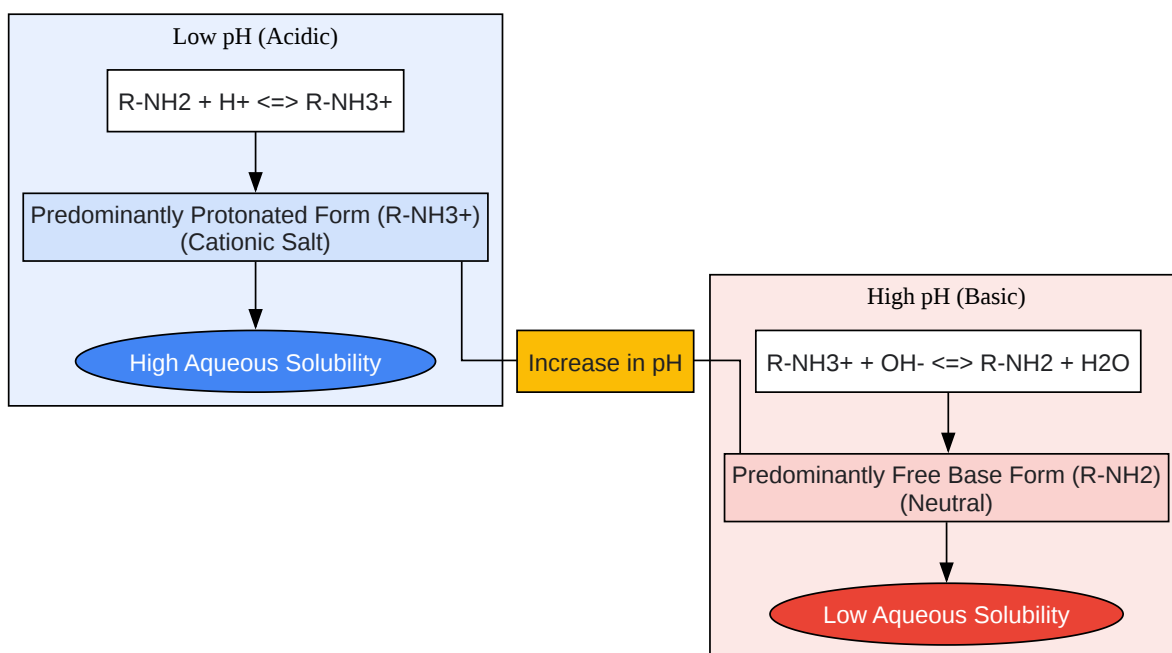 Low pH (Acidic)
R-NH2 + H+ <=> R-NH3+
Predominantly Protonated Form (R-NH3+)
(Cationic Salt)
High Aqueous Solubility
Increase in pH
High pH (Basic)
R-NH3+ + OH- <=> R-NH2 + H2O
Predominantly Free Base Form (R-NH2)
(Neutral)
Low Aqueous Solubility